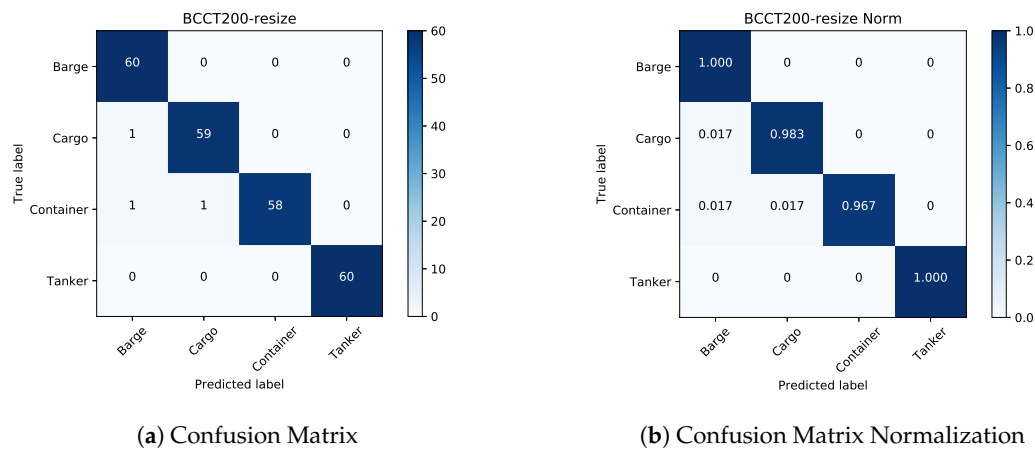 BCCT200-resize
Barge
Cargo
Container
Tanker
True label
60 0 0 0
1 59 0 0
1 1 58 0
0 0 0 60
Barge Cargo Container Tanker
Predicted label
60
50
40
30
20
10
0
(a) Confusion Matrix
BCCT200-resize Norm
Barge
Cargo
Container
Tanker
True label
1.000 0 0 0
0.017 0.983 0 0
0.017 0.017 0.967 0
0 0 0 1.000
Barge Cargo Container Tanker
Predicted label
1.0
0.8
0.6
0.4
0.2
0.0
(b) Confusion Matrix Normalization